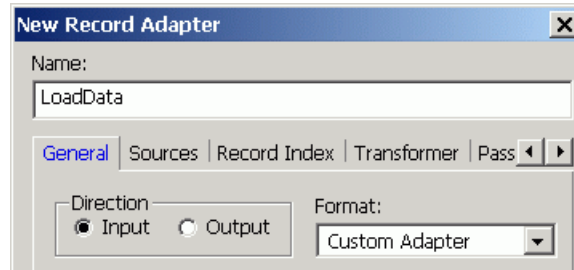 New Record Adapter
Name:
LoadData
General Sources Record Index Transformer Pass
Direction
Format:
Input Output
Custom Adapter